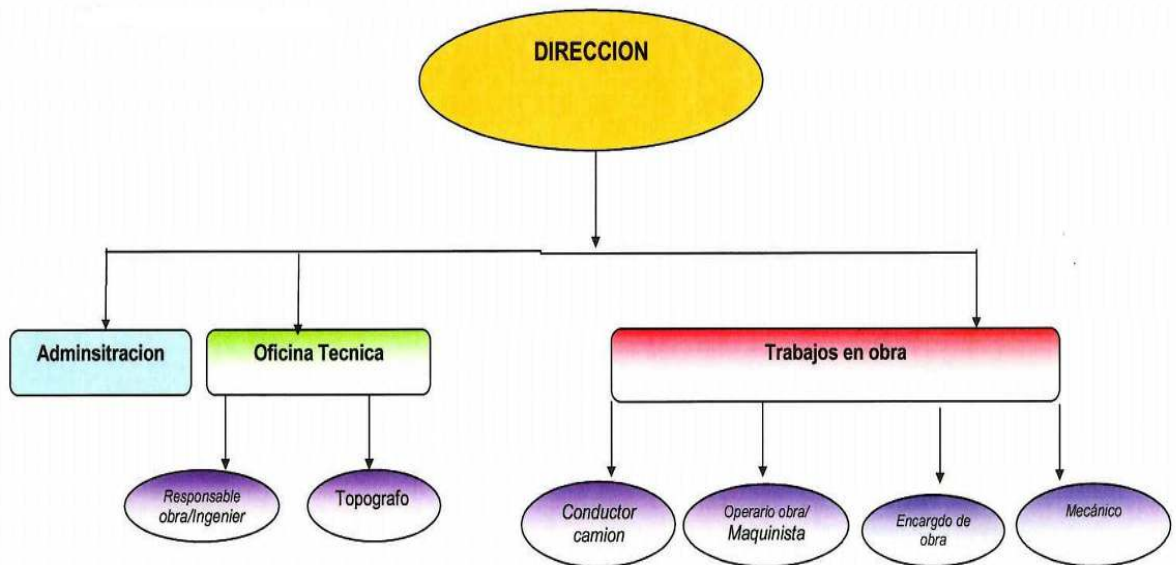 DIRECCION
Adminsitracion
Oficina Tecnica
Trabajos en obra
Responsable
obra/Ingenier
Topografo
Conductor
camion
Operario obra/
Maquinista
Encargdo de
obra
Mecánico